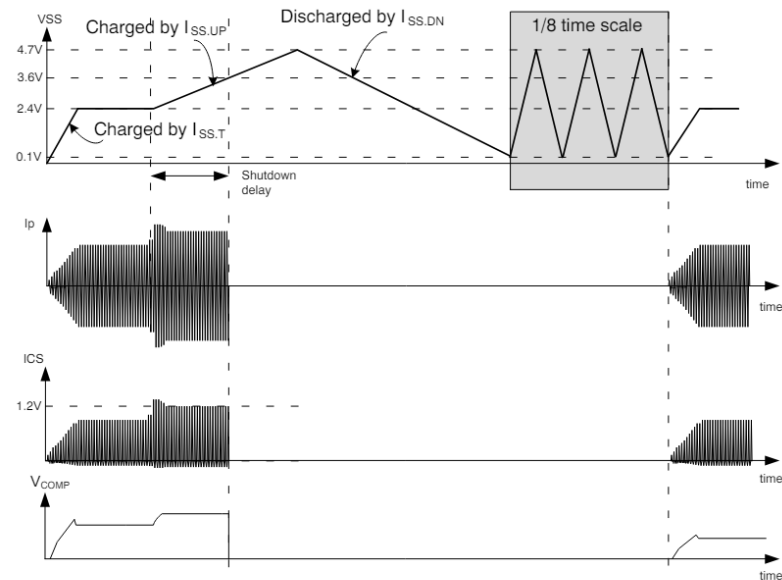 VSS
Charged by ISS.UP
Discharged by ISS.DN
1/8 time scale
4.7V
3.6V
2.4V
Charged by ISS.T
0.1V
Shutdown
delay
time
Ip
time
ICS
1.2V
time
VCOMP
time